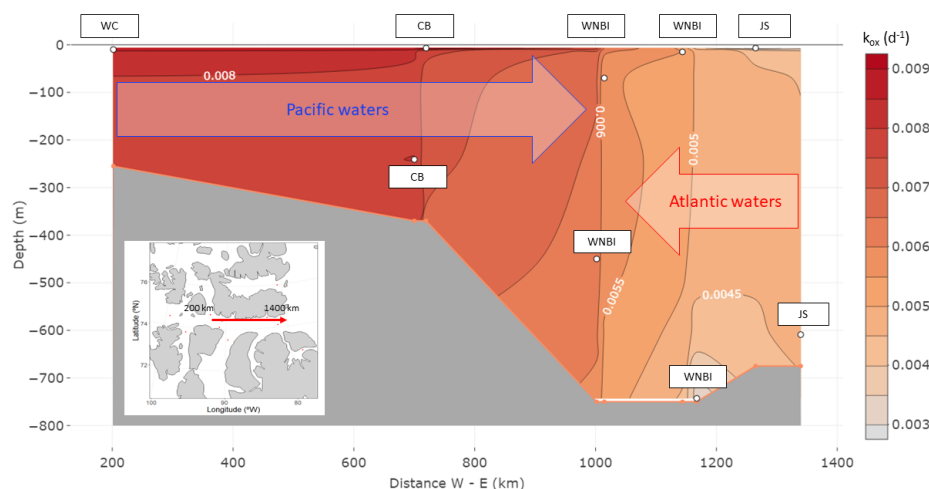 WC
CB
WNBI
WNBI
JS
k_ox (d⁻¹)
0
−100
−200
−300
−400
−500
−600
−700
−800
Depth (m)
0.008
0.006
0.005
0.0055
0.0045
Pacific waters
Atlantic waters
CB
WNBI
JS
WNBI
0.009
0.008
0.007
0.006
0.005
0.004
0.003
Latitude (°N)
76
74
72
200 km
1400 km
100
90
80
Longitude (°W)
0
200
400
600
800
1000
1200
1400
Distance W - E (km)